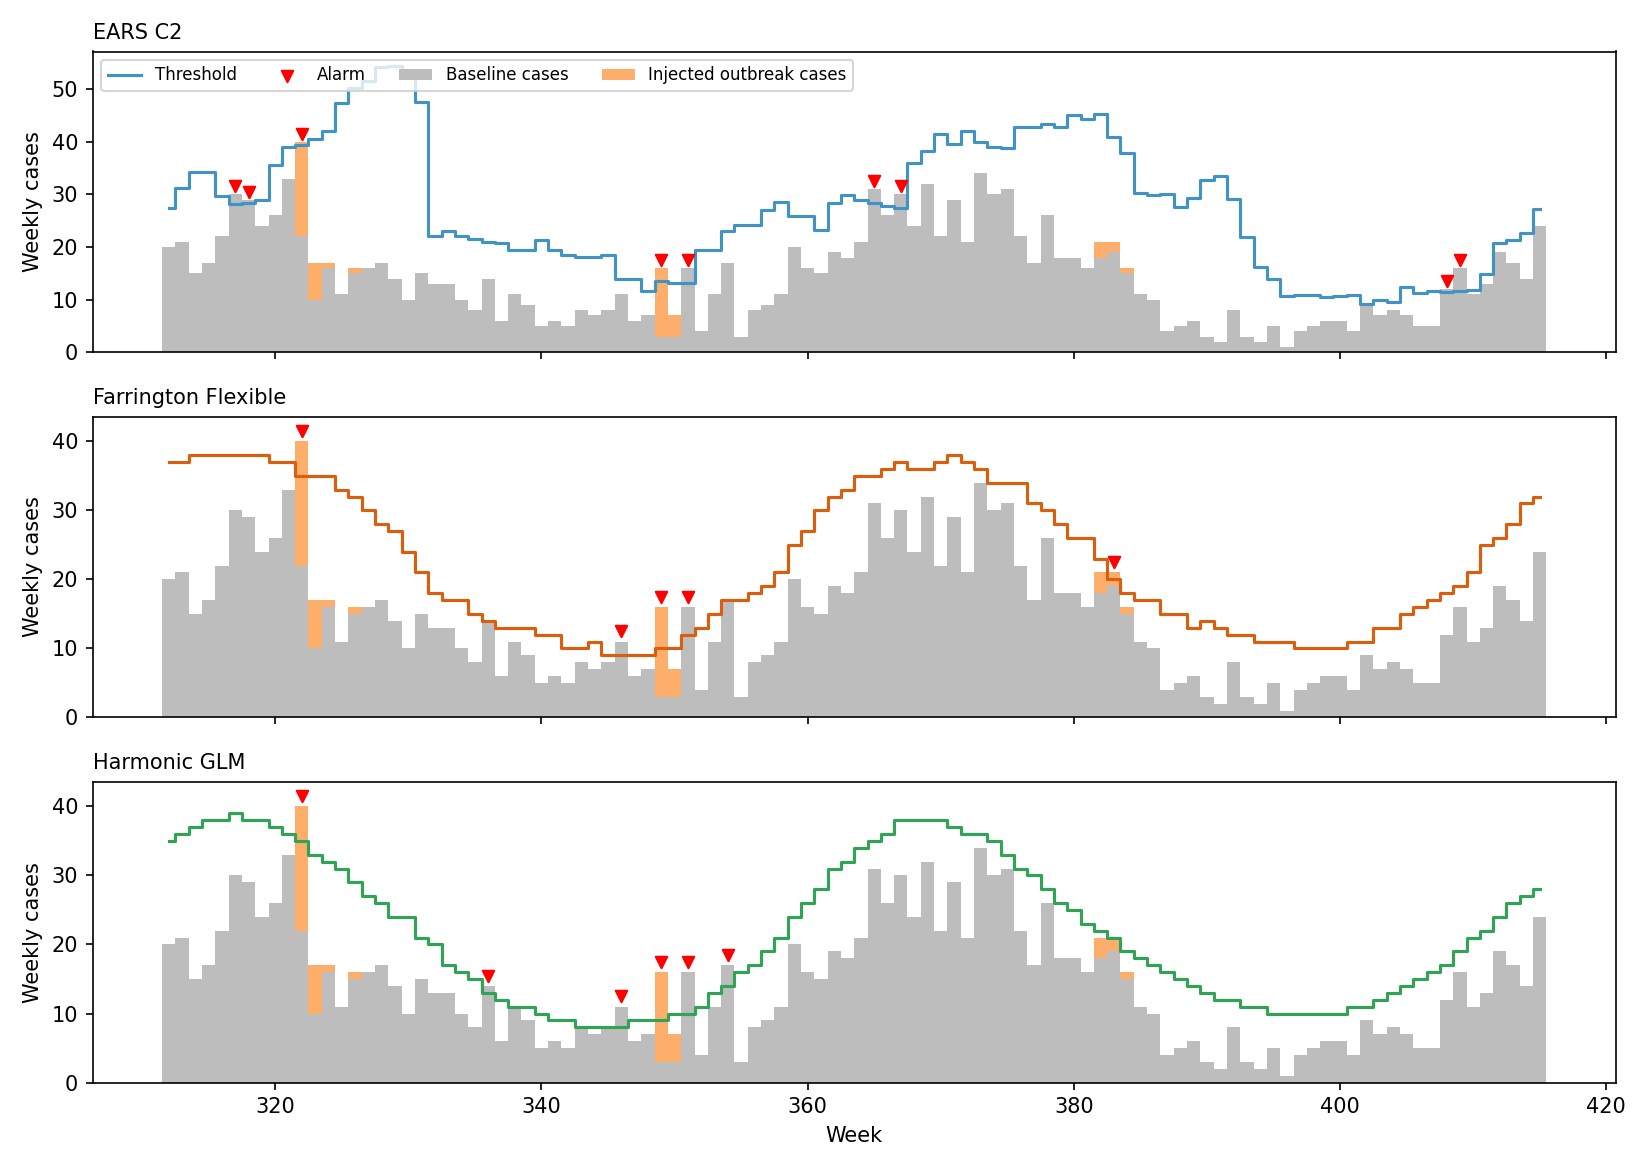 EARS C2
Threshold Alarm Baseline cases Injected outbreak cases
Weekly cases
50
40
30
20
10
0
Farrington Flexible
Weekly cases
40
30
20
10
0
Harmonic GLM
Weekly cases
40
30
20
10
0
320 340 360 380 400 420
Week